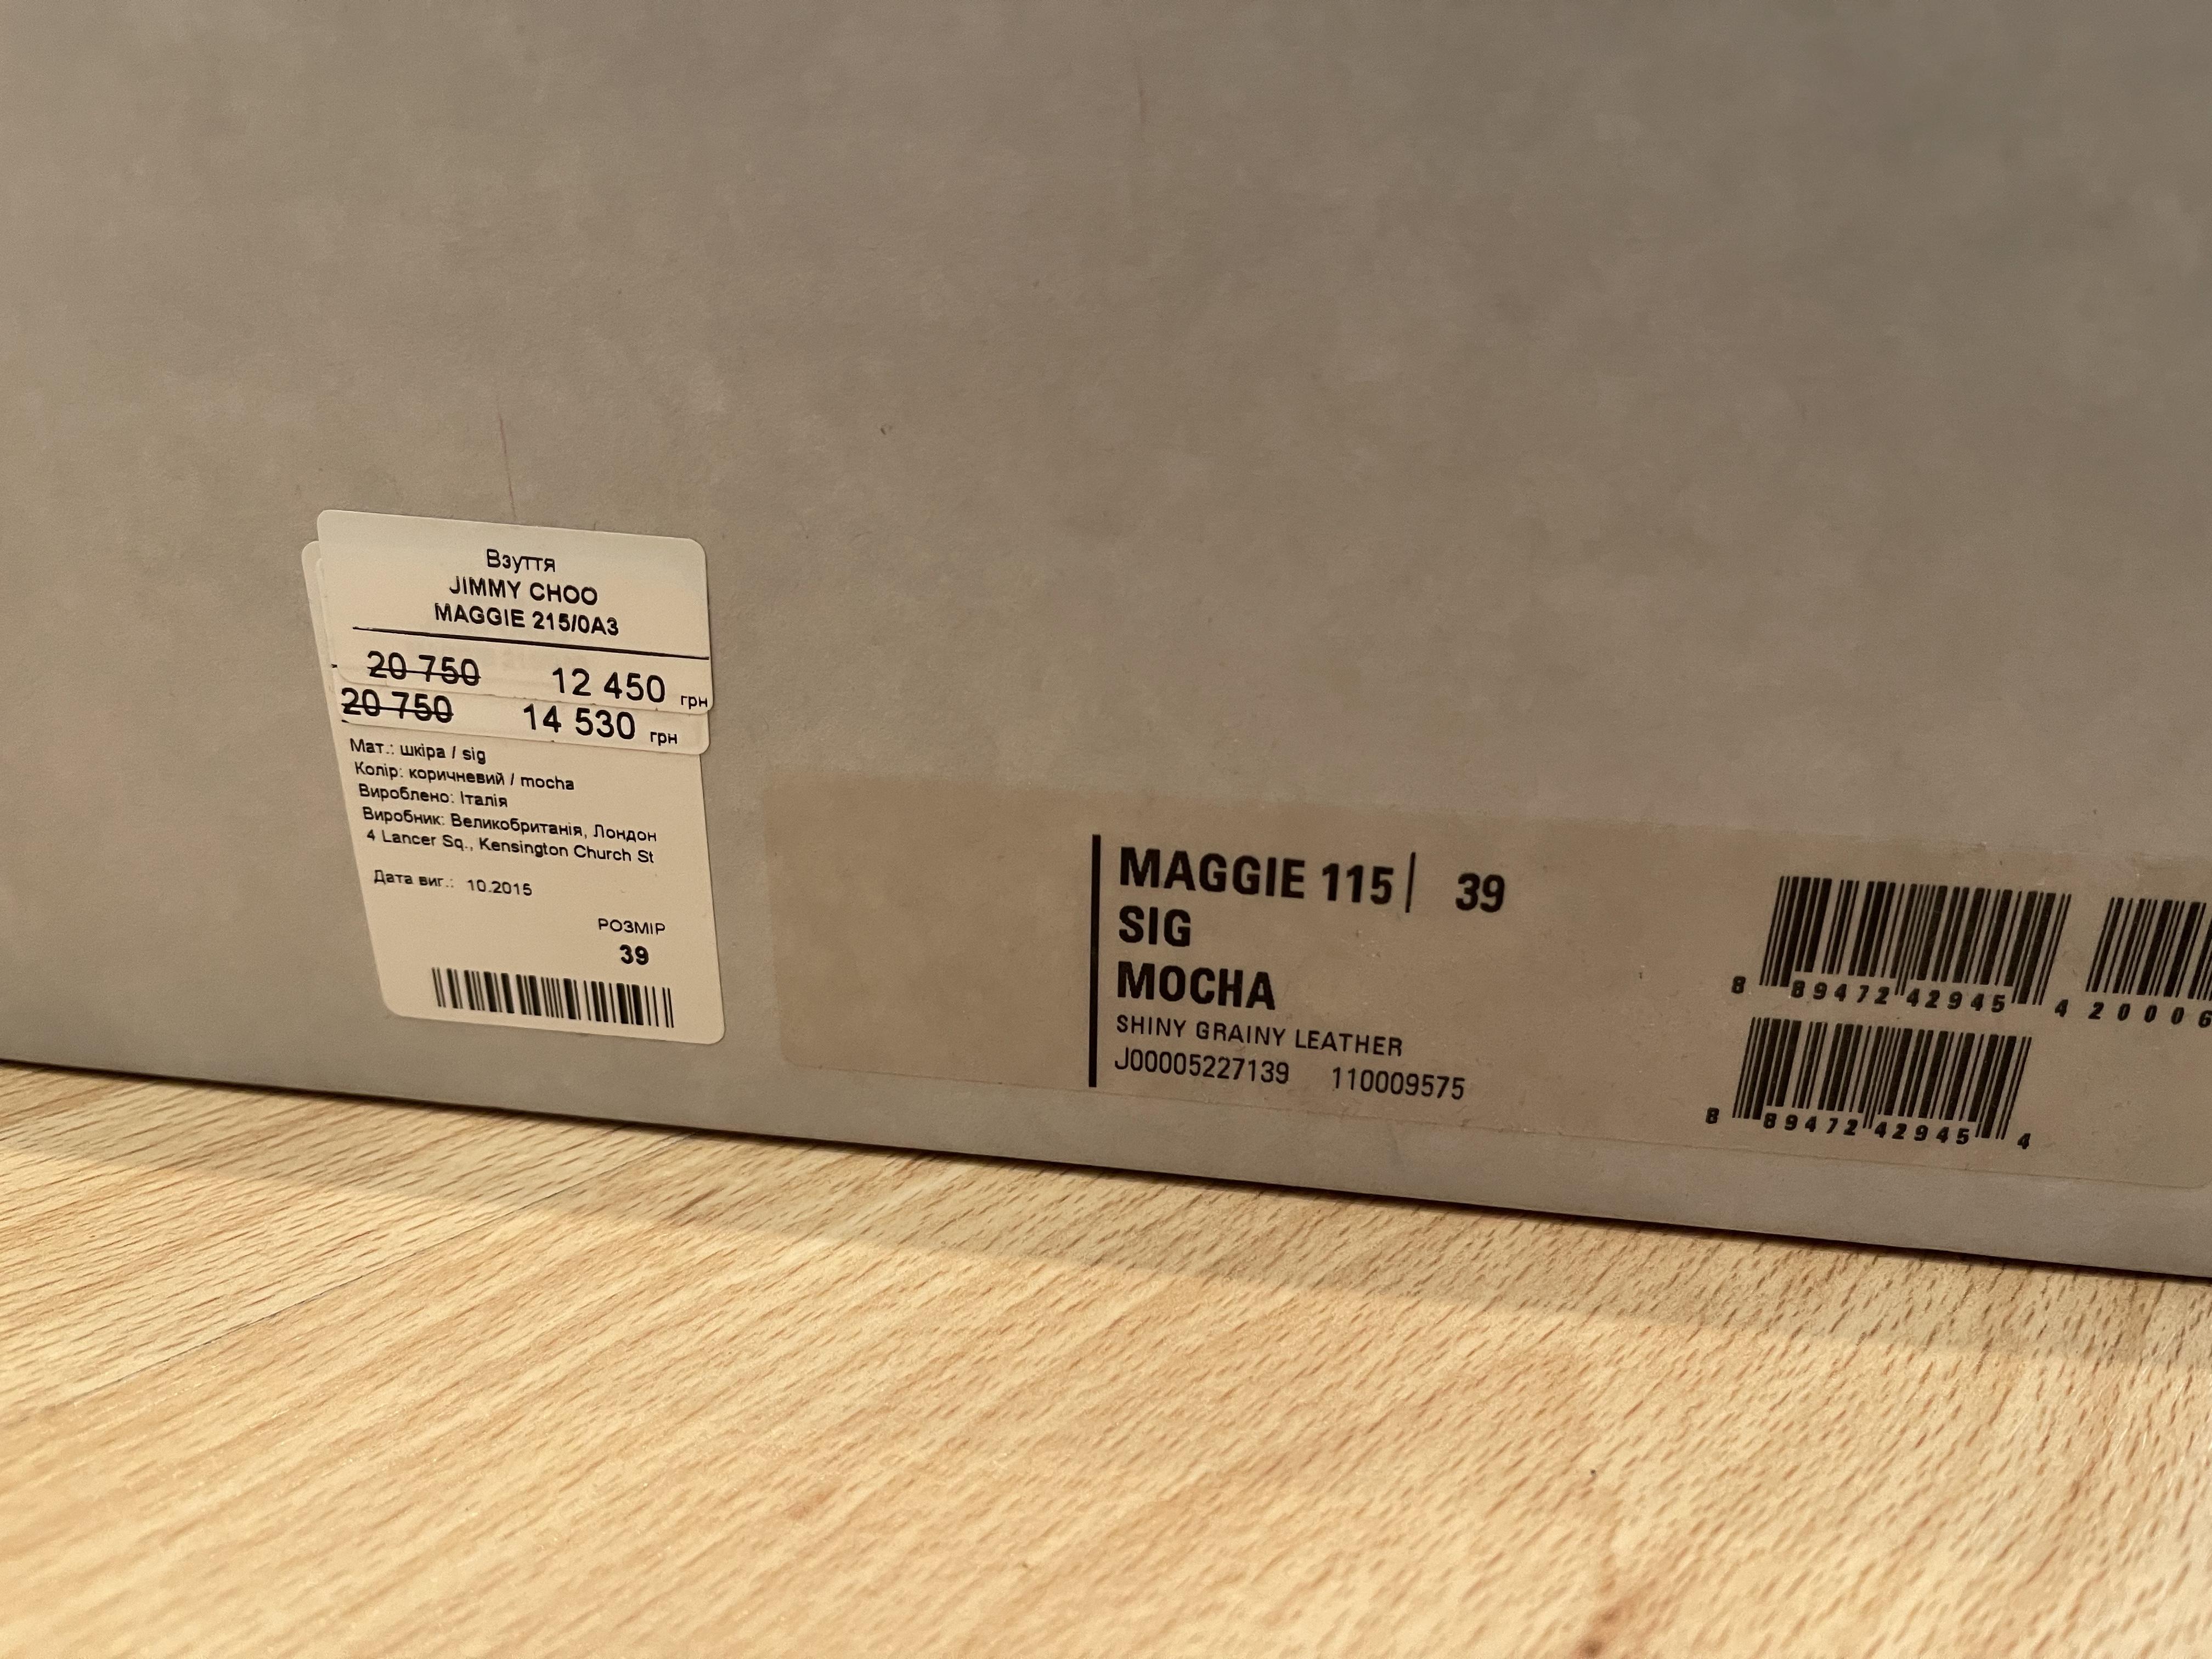 Взуття
JIMMY CHOO
MAGGIE 215/0A3
20 750 12 450 грн
20 750 14 530 грн
Мат.: шкіра / sig
Колір: коричневий / mocha
Вироблено: Італія
Виробник: Великобританія, Лондон
4 Lancer Sq., Kensington Church St
Дата виг.: 10.2015
РОЗМІР
39
MAGGIE 115| 39
SIG
MOCHA
SHINY GRAINY LEATHER
J00005227139 110009575
8 89472 42945 4 20006
8 89472 42945 4